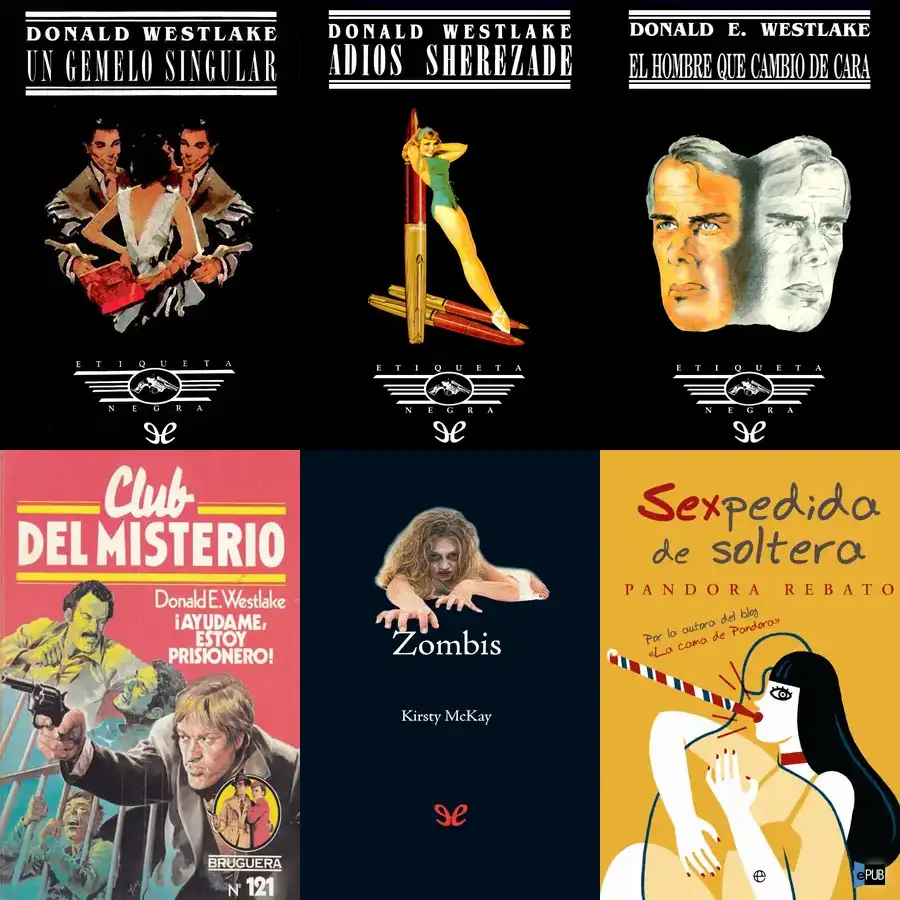 DONALD WESTLAKE
UN GEMELO SINGULAR
ETIQUETA
NEGRA
DONALD WESTLAKE
ADIOS SHEREZADE
ETIQUETA
NEGRA
DONALD E. WESTLAKE
EL HOMBRE QUE CAMBIO DE CARA
ETIQUETA
NEGRA
Club
DEL MISTERIO
Donald E. Westlake
¡AYUDAME,
ESTOY
PRISIONERO!
BRUGUERA
Nº 121
Zombis
Kirsty McKay
Sexpedida
de soltera
PANDORA REBATO
Por la autora del blog
«La cama de Pandora»
e
ePUB